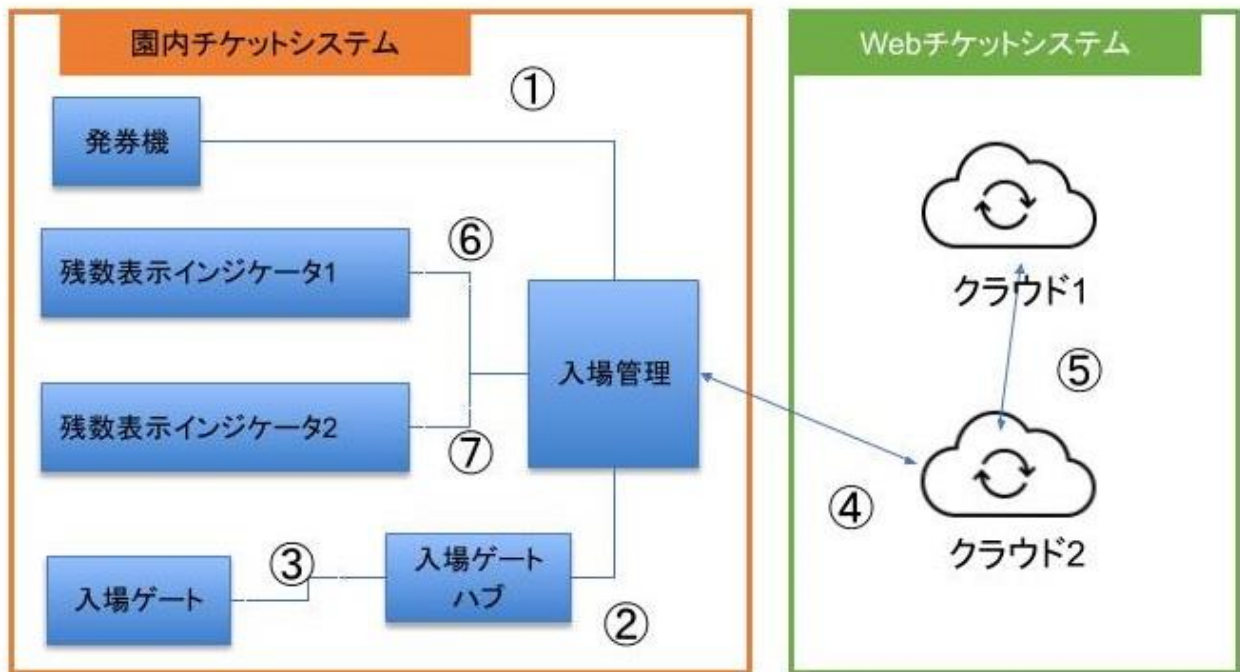 園内チケットシステム
Webチケットシステム
①
発券機
⑥
残数表示インジケータ1
クラウド1
入場管理
⑤
残数表示インジケータ2
⑦
④
クラウド2
③
入場ゲート
ハブ
入場ゲート
②